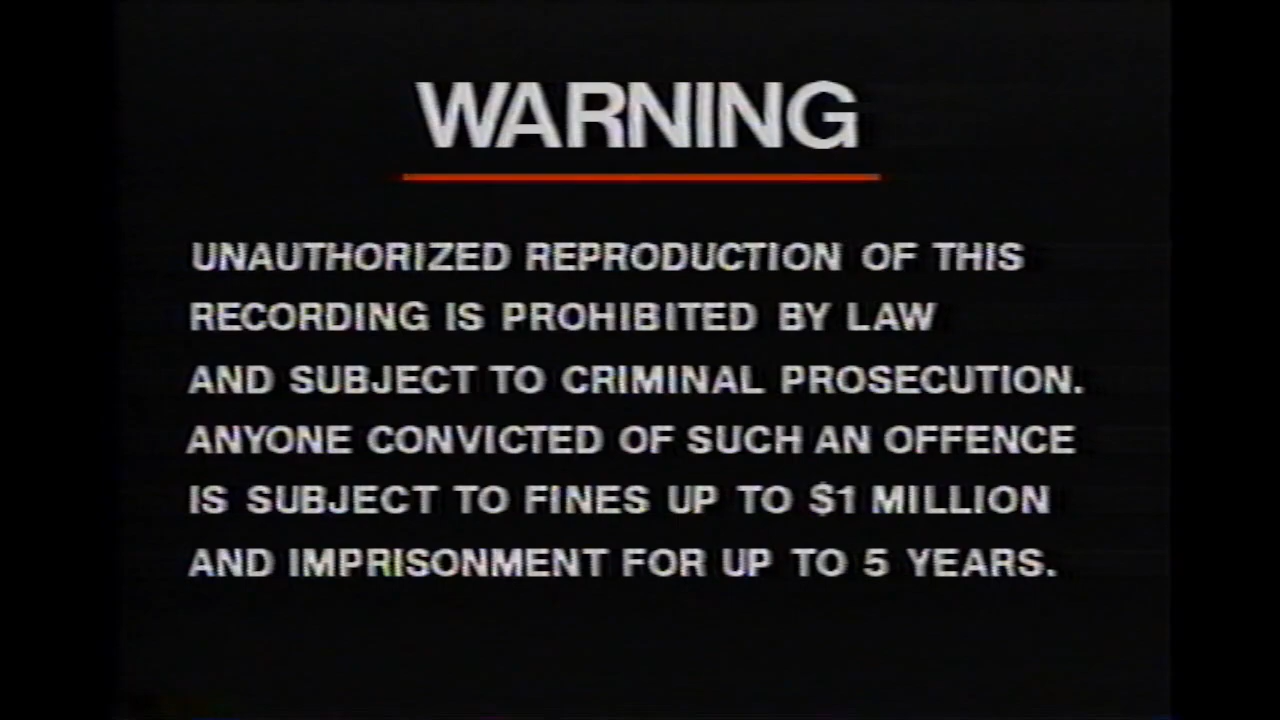 WARNING
UNAUTHORIZED REPRODUCTION OF THIS
RECORDING IS PROHIBITED BY LAW
AND SUBJECT TO CRIMINAL PROSECUTION.
ANYONE CONVICTED OF SUCH AN OFFENCE
IS SUBJECT TO FINES UP TO $1 MILLION
AND IMPRISONMENT FOR UP TO 5 YEARS.